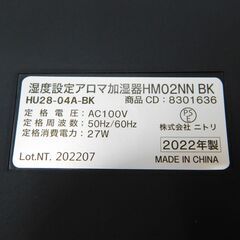 湿度設定アロマ加湿器HM02NN BK
HU28-04A-BK 商品 CD : 8301636
定格電圧 : AC100V
定格周波数 : 50Hz/60Hz
定格消費電力 : 27W
PSE
株式会社 ニトリ
Lot.NT. 202207
2022年製
MADE IN CHINA